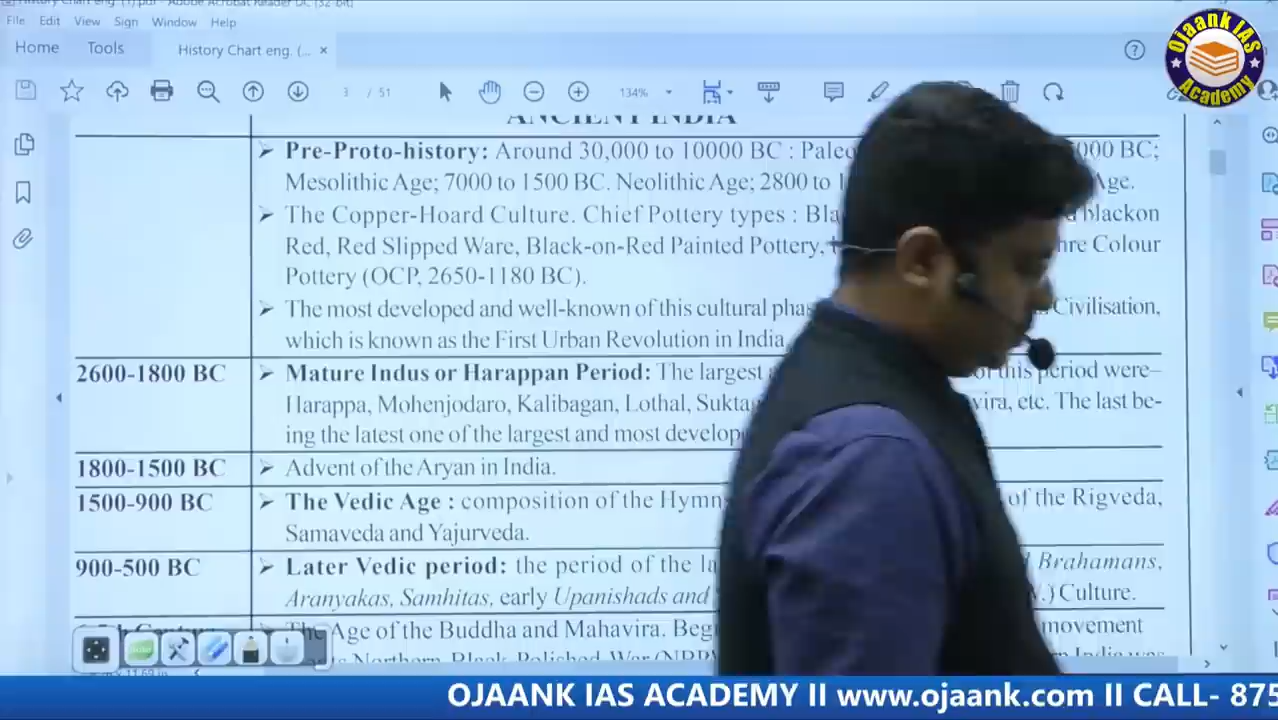 History Chart eng. (1).pdf - Adobe Acrobat Reader DC (32-bit)
File Edit View Sign Window Help
Home Tools History Chart eng. (... ×
3 / 51 134%
Ojaank IAS Academy
ANCIENT INDIA
➢ Pre-Proto-history: Around 30,000 to 10000 BC : 000 BC;
Mesolithic Age; 7000 to 1500 BC. Neolithic Age; 2800 to Age.
➢ The Copper-Hoard Culture. Chief Pottery types : blackon
Red, Red Slipped Ware, Black-on-Red Painted Pottery, Colour
Pottery (OCP, 2650-1180 BC).
➢ The most developed and well-known of this cultural Civilisation,
which is known as the First Urban Revolution in India
2600-1800 BC ➢ Mature Indus or Harappan Period: The largest of this period were–
Harappa, Mohenjodaro, Kalibagan, Lothal, etc. The last be-
ing the latest one of the largest and most
1800-1500 BC ➢ Advent of the Aryan in India.
1500-900 BC ➢ The Vedic Age : composition of the of the Rigveda,
Samaveda and Yajurveda.
900-500 BC ➢ Later Vedic period: the period of the Brahamans,
Aranyakas, Samhitas, early Upanishads and Culture.
The Age of the Buddha and Mahavira. movement
Northern Black Polished War India was
OJAANK IAS ACADEMY II www.ojaank.com II CALL- 875